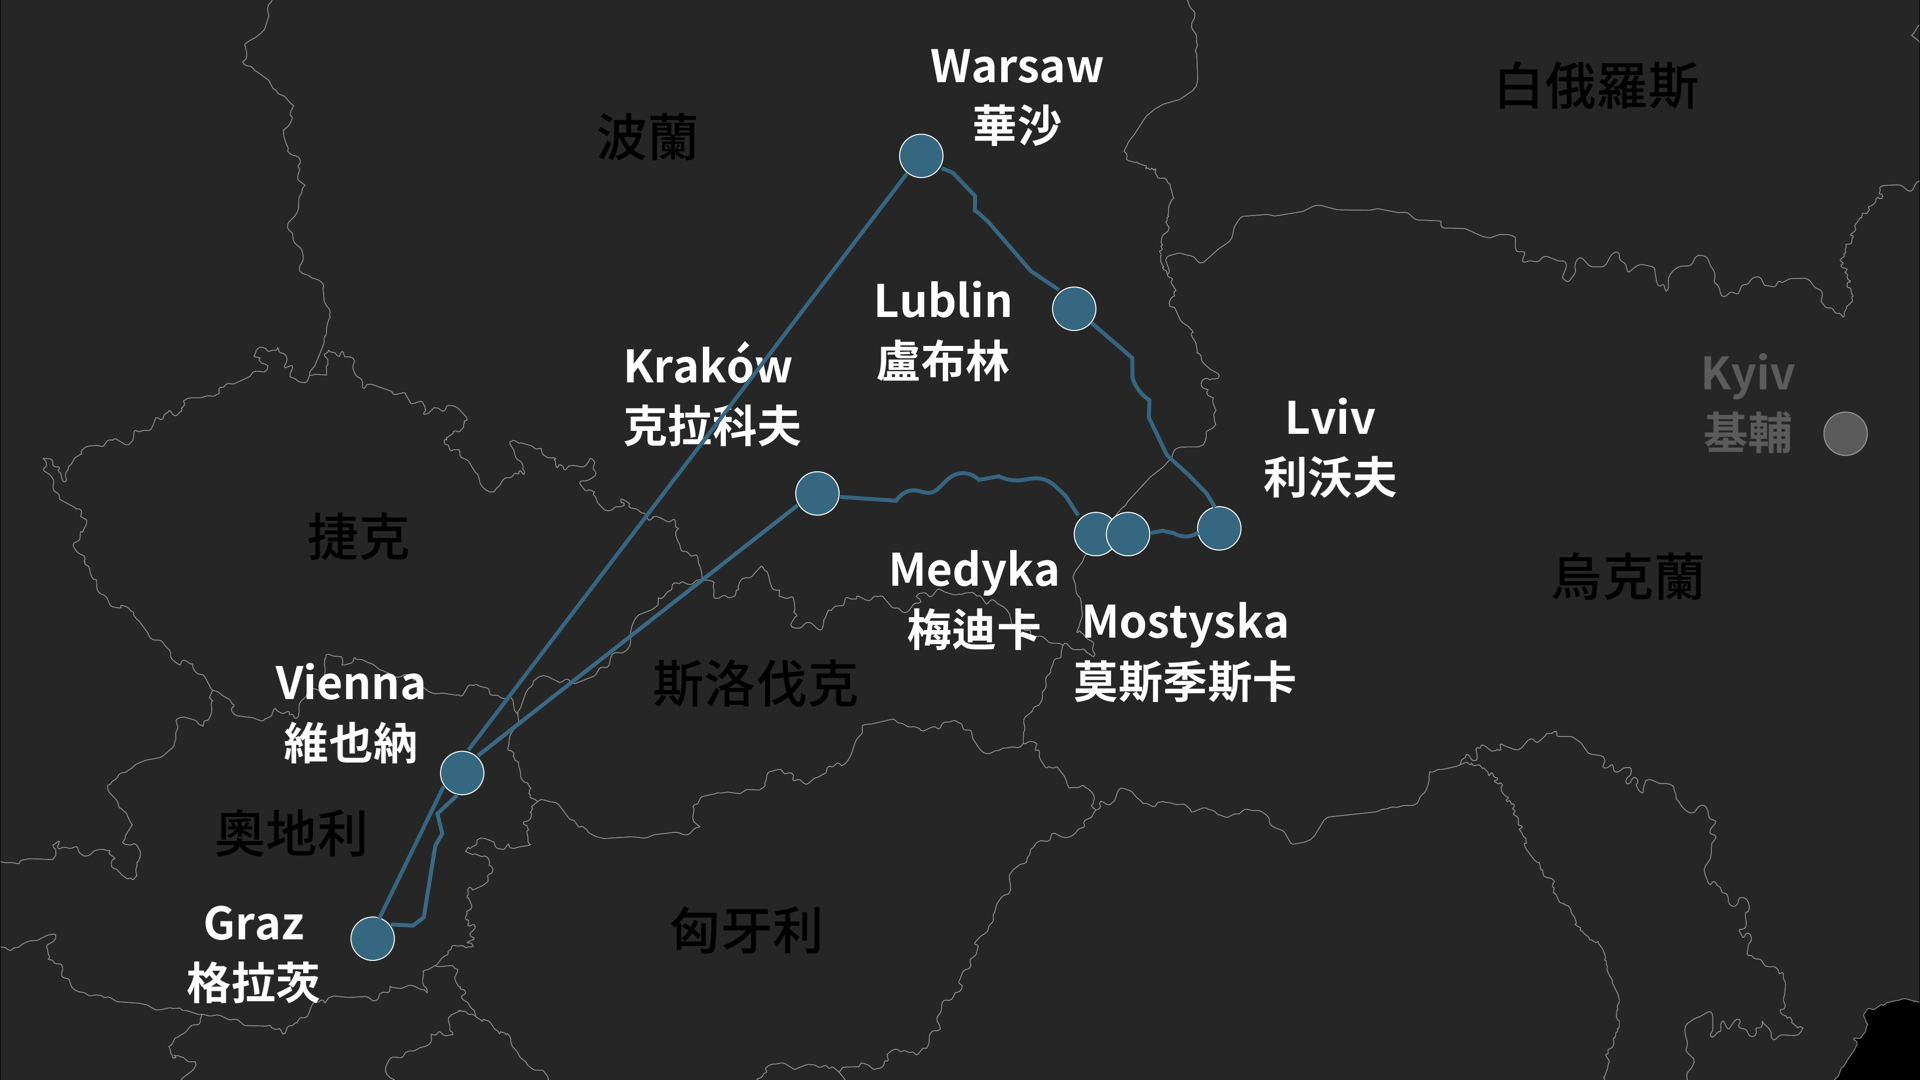 Warsaw
華沙
白俄羅斯
波蘭
Lublin
盧布林
Kraków
克拉科夫
Kyiv
基輔
Lviv
利沃夫
捷克
Medyka
梅迪卡
烏克蘭
Mostyska
莫斯季斯卡
Vienna
維也納
斯洛伐克
奧地利
Graz
格拉茨
匈牙利